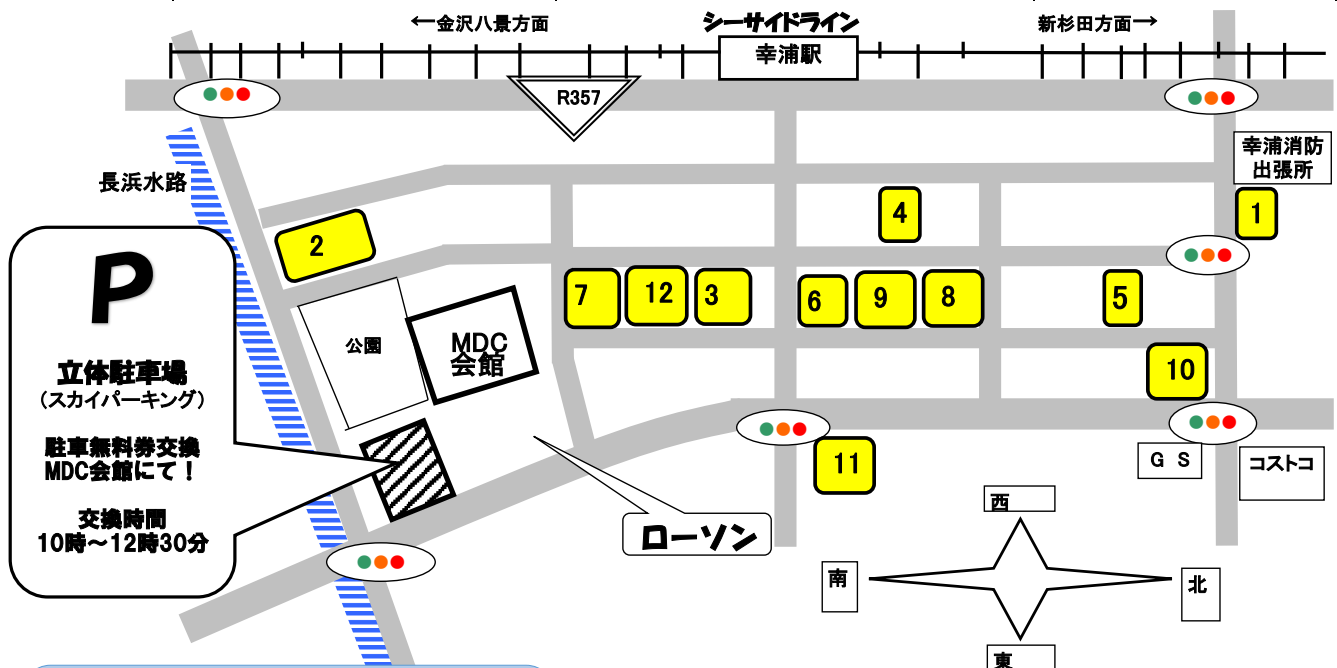 ←金沢八景方面
シーサイドライン
新杉田方面→
幸浦駅
R357
幸浦消防
出張所
長浜水路
1
4
2
P
立体駐車場
（スカイパーキング）
駐車無料券交換
MDC会館にて！
交換時間
10時～12時30分
7
12
3
6
9
8
5
公園
MDC
会館
10
11
ＧＳ
コストコ
ローソン
西
南
北
東